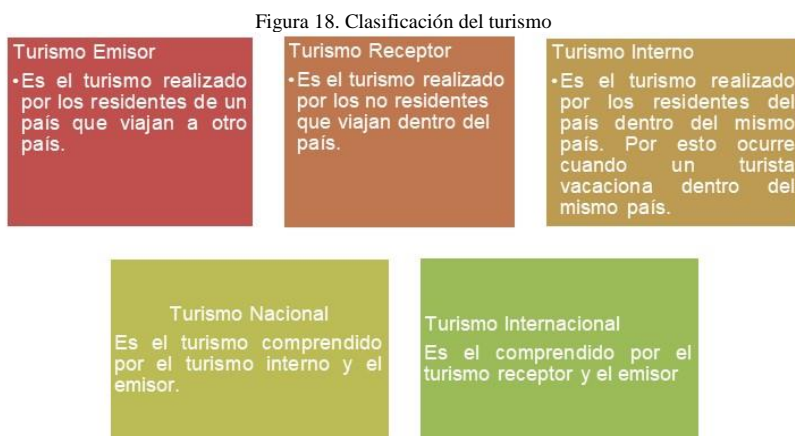 Figura 18. Clasificación del turismo
Turismo Emisor
•Es el turismo realizado
por los residentes de un
país que viajan a otro
país.
Turismo Receptor
•Es el turismo realizado
por los no residentes
que viajan dentro del
país.
Turismo Interno
•Es el turismo realizado
por los residentes del
país dentro del mismo
país. Por esto ocurre
cuando un turista
vacaciona dentro del
mismo país.
Turismo Nacional
Es el turismo comprendido
por el turismo interno y el
emisor.
Turismo Internacional
Es el comprendido por el
turismo receptor y el emisor